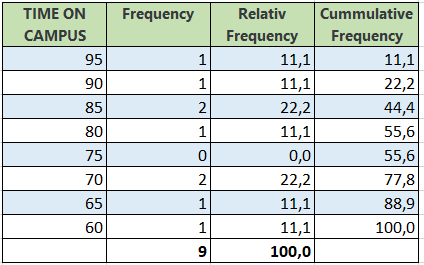 TIME ON CAMPUS Frequency Relativ Frequency Cummulative Frequency
95 1 11,1 11,1
90 1 11,1 22,2
85 2 22,2 44,4
80 1 11,1 55,6
75 0 0,0 55,6
70 2 22,2 77,8
65 1 11,1 88,9
60 1 11,1 100,0
9 100,0